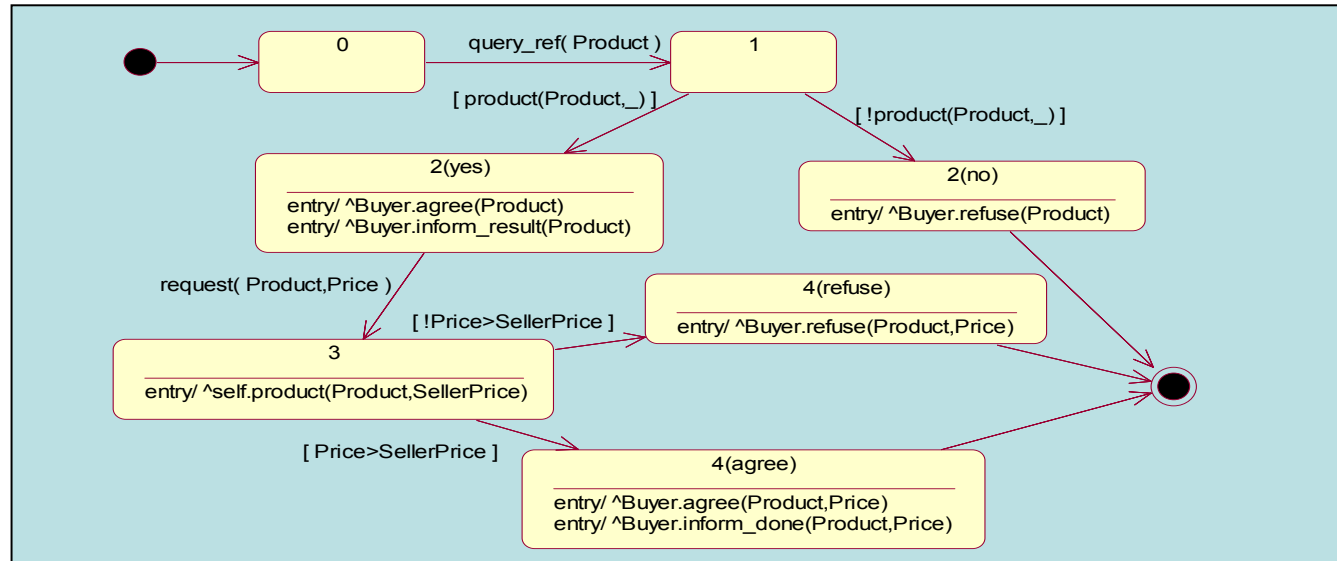 0
query_ref( Product )
1
[ product(Product,_) ]
[ !product(Product,_) ]
2(yes)
entry/ ^Buyer.agree(Product)
entry/ ^Buyer.inform_result(Product)
2(no)
entry/ ^Buyer.refuse(Product)
request( Product,Price )
[ !Price>SellerPrice ]
4(refuse)
entry/ ^Buyer.refuse(Product,Price)
3
entry/ ^self.product(Product,SellerPrice)
[ Price>SellerPrice ]
4(agree)
entry/ ^Buyer.agree(Product,Price)
entry/ ^Buyer.inform_done(Product,Price)